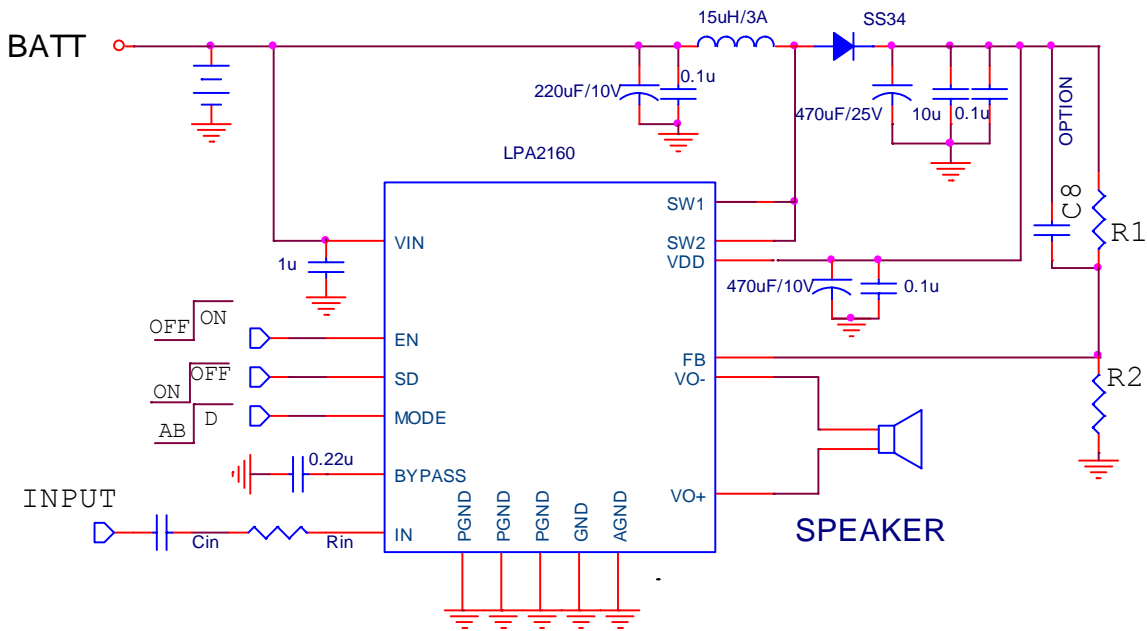 15uH/3A
SS34
BATT
0.1u
220uF/10V
470uF/25V
10u
0.1u
OPTION
LPA2160
C8
R1
SW1
SW2
VDD
VIN
1u
470uF/10V
0.1u
OFF
ON
EN
FB
VO-
ON
OFF
SD
R2
AB
D
MODE
0.22u
BYPASS
INPUT
VO+
PGND
PGND
PGND
GND
AGND
IN
Cin
Rin
SPEAKER